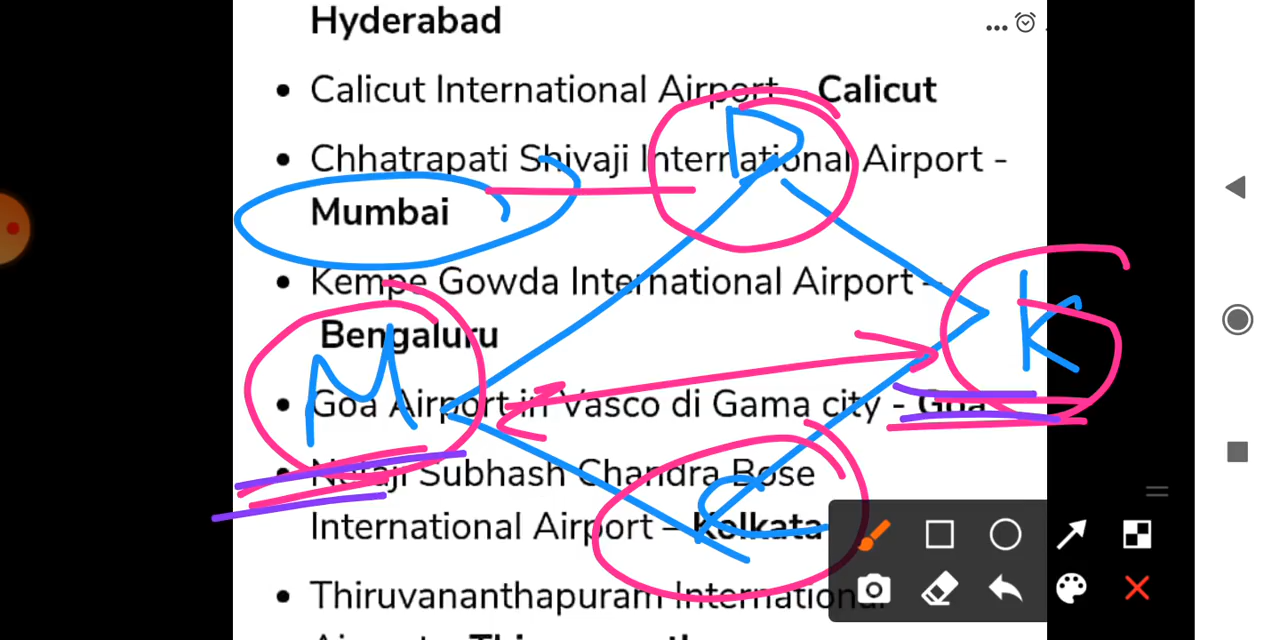 Hyderabad
Calicut International Airport - Calicut
Chhatrapati Shivaji International Airport -
Mumbai
Kempe Gowda International Airport –
Bengaluru
Goa Airport in Vasco di Gama city - Goa
Netaji Subhash Chandra Bose
International Airport – Kolkata
Thiruvananthapuram International
D
K
M
C